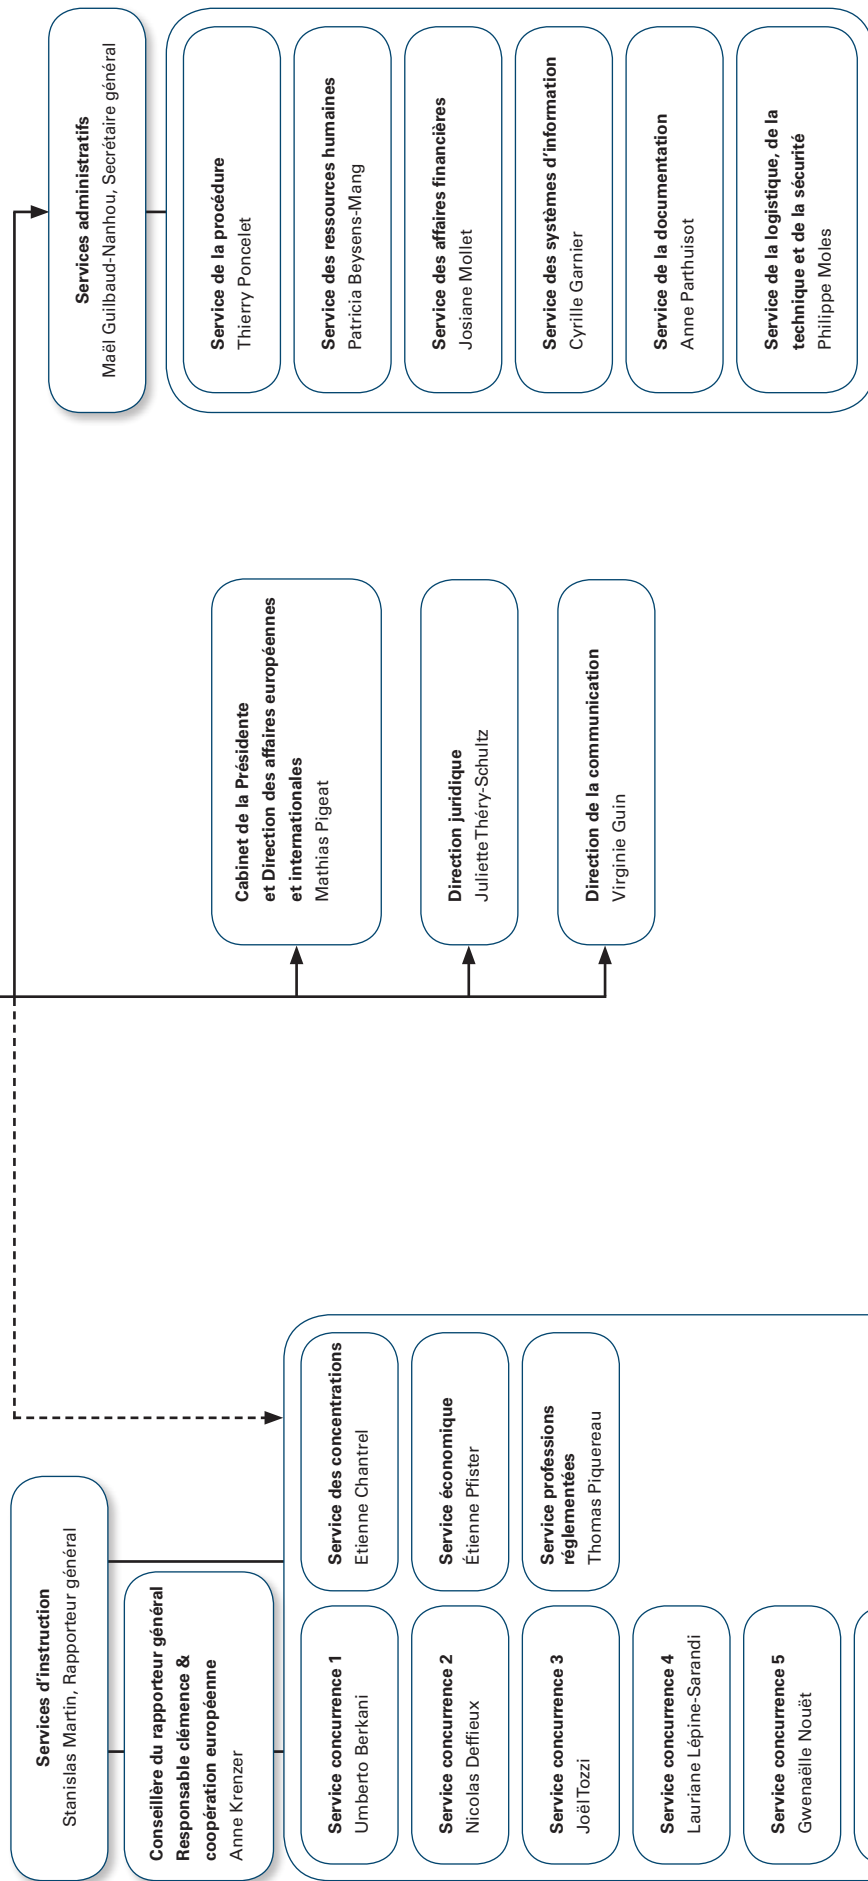 Services d'instruction
Stanislas Martin, Rapporteur général
Conseillère du rapporteur général
Responsable clémence &
coopération européenne
Anne Krenzer
Service concurrence 1
Umberto Berkani
Service concurrence 2
Nicolas Deffieux
Service concurrence 3
Joël Tozzi
Service concurrence 4
Lauriane Lépine-Sarandi
Service concurrence 5
Gwenaëlle Nouët
Service des concentrations
Etienne Chantrel
Service économique
Étienne Pfister
Service professions
réglementées
Thomas Piquereau
Cabinet de la Présidente
et Direction des affaires européennes
et internationales
Mathias Pigeat
Direction juridique
Juliette Théry-Schultz
Direction de la communication
Virginie Guin
Services administratifs
Maël Guilbaud-Nanhou, Secrétaire général
Service de la procédure
Thierry Poncelet
Service des ressources humaines
Patricia Beysens-Mang
Service des affaires financières
Josiane Mollet
Service des systèmes d'information
Cyrille Garnier
Service de la documentation
Anne Parthuisot
Service de la logistique, de la
technique et de la sécurité
Philippe Moles